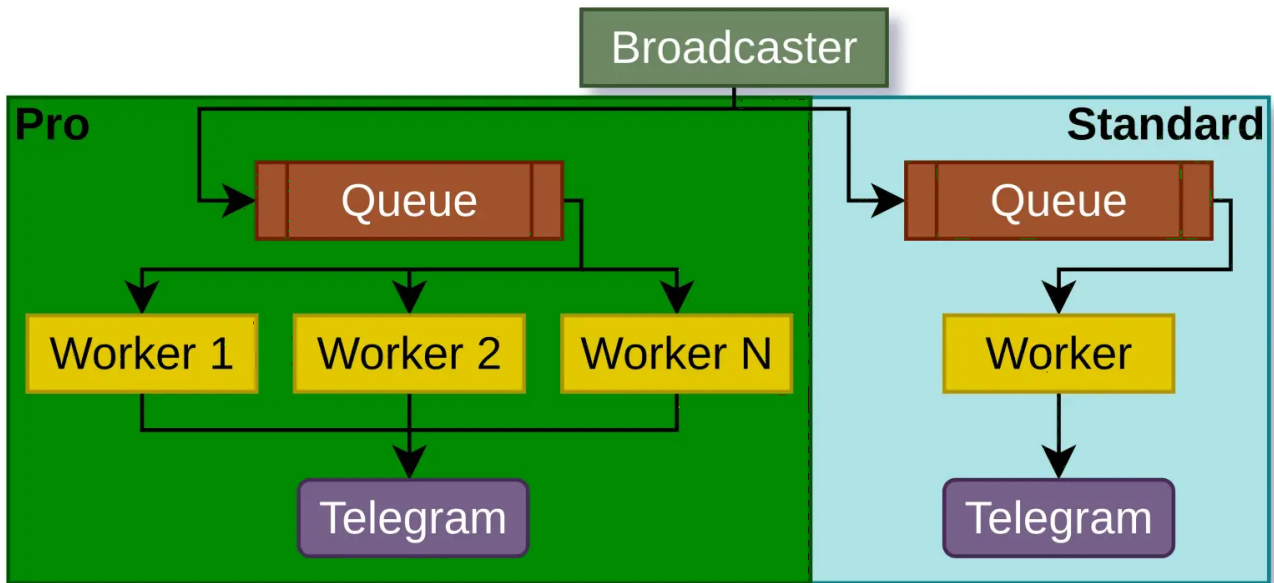 Broadcaster
Pro
Standard
Queue
Queue
Worker 1
Worker 2
Worker N
Worker
Telegram
Telegram